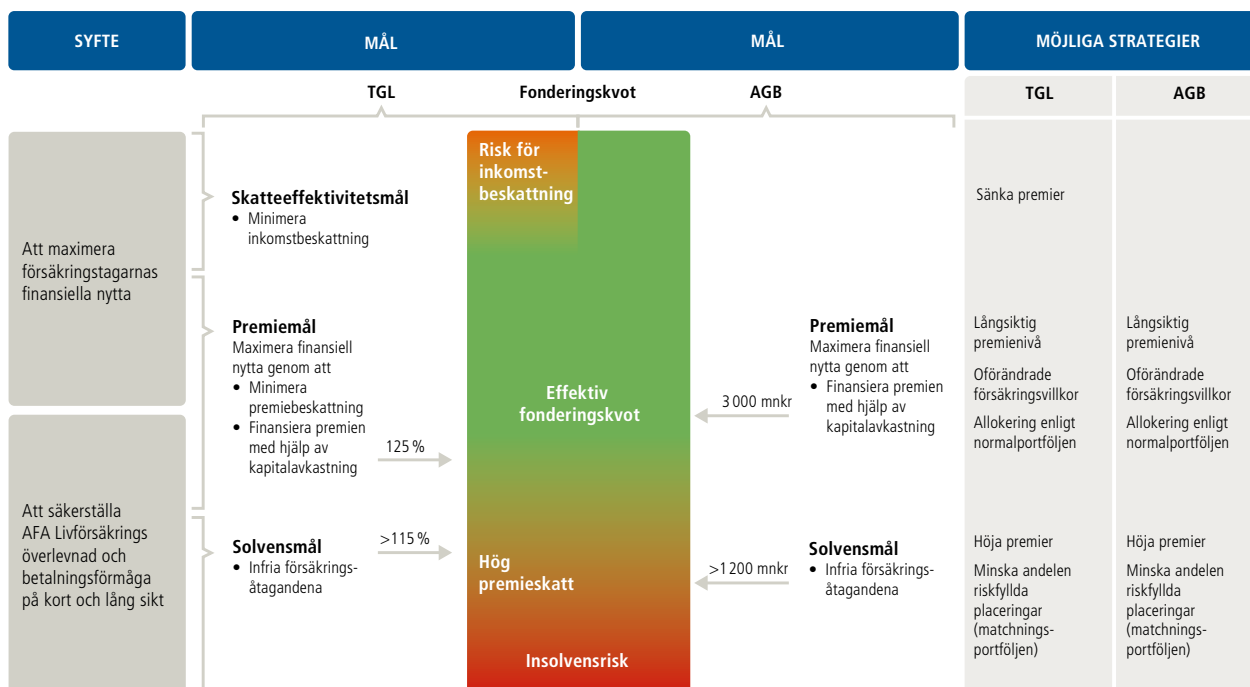 SYFTE
MÅL
MÅL
MÖJLIGA STRATEGIER
TGL
Fonderingskvot
AGB
TGL
AGB
Att maximera
försäkringstagarnas
finansiella nytta
Att säkerställa
AFA Livförsäkrings
överlevnad och
betalningsförmåga
på kort och lång sikt
Skatteeffektivitetsmål
• Minimera
inkomstbeskattning
Premiemål
Maximera finansiell
nytta genom att
• Minimera
premiebeskattning
• Finansiera premien
med hjälp av
kapitalavkastning
125 %
Solvensmål
• Infria försäkrings-
åtagandena
>115 %
Risk för
inkomst-
beskattning
Effektiv
fonderingskvot
Hög
premieskatt
Insolvensrisk
3 000 mnkr
Premiemål
Maximera finansiell
nytta genom att
• Finansiera premien
med hjälp av
kapitalavkastning
>1 200 mnkr
Solvensmål
• Infria försäkrings-
åtagandena
Sänka premier
Långsiktig
premienivå
Oförändrade
försäkringsvillkor
Allokering enligt
normalportföljen
Höja premier
Minska andelen
riskfyllda
placeringar
(matchnings-
portföljen)
Långsiktig
premienivå
Oförändrade
försäkringsvillkor
Allokering enligt
normalportföljen
Höja premier
Minska andelen
riskfyllda
placeringar
(matchnings-
portföljen)